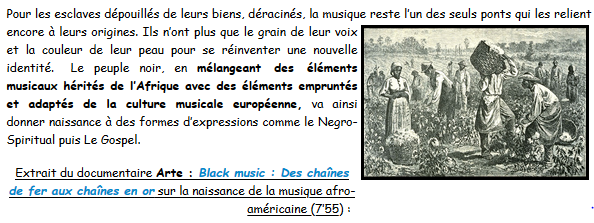 Pour les esclaves dépouillés de leurs biens, déracinés, la musique reste l'un des seuls ponts qui les relient
encore à leurs origines. Ils n'ont plus que le grain de leur voix
et la couleur de leur peau pour se réinventer une nouvelle
identité. Le peuple noir, en mélangeant des éléments
musicaux hérités de l'Afrique avec des éléments empruntés
et adaptés de la culture musicale européenne, va ainsi
donner naissance à des formes d'expressions comme le Negro-
Spiritual puis Le Gospel.
Extrait du documentaire Arte : Black music : Des chaînes
de fer aux chaînes en or sur la naissance de la musique afro-
américaine (7'55) :